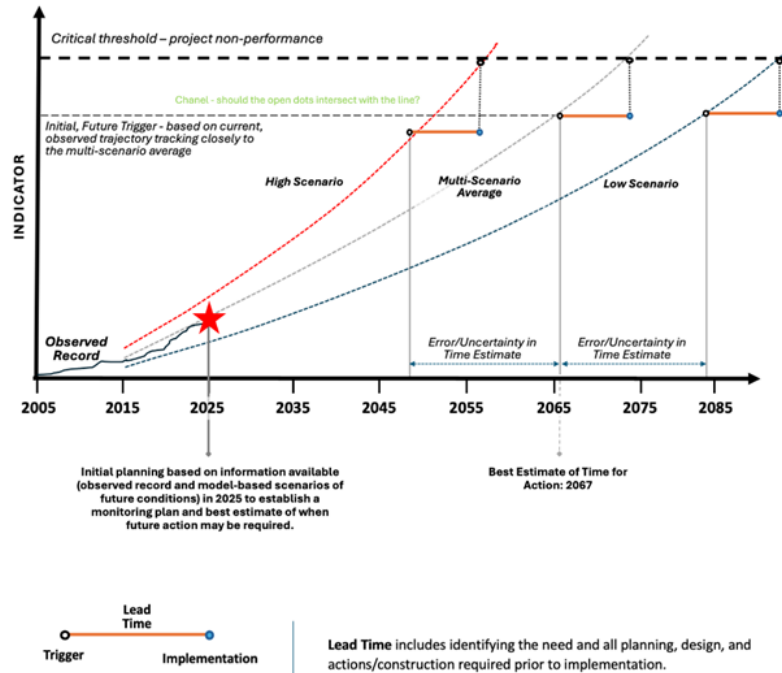 Critical threshold – project non-performance
Chanel - should the open dots intersect with the line?
Initial, Future Trigger - based on current,
observed trajectory tracking closely to
the multi-scenario average
INDICATOR
High Scenario
Multi-Scenario
Average
Low Scenario
Observed
Record
Error/Uncertainty in
Time Estimate
Error/Uncertainty in
Time Estimate
2005
2015
2025
2035
2045
2055
2065
2075
2085
Initial planning based on information available
(observed record and model-based scenarios of
future conditions) in 2025 to establish a
monitoring plan and best estimate of when
future action may be required.
Best Estimate of Time for
Action: 2067
Lead
Time
Trigger
Implementation
Lead Time includes identifying the need and all planning, design, and
actions/construction required prior to implementation.